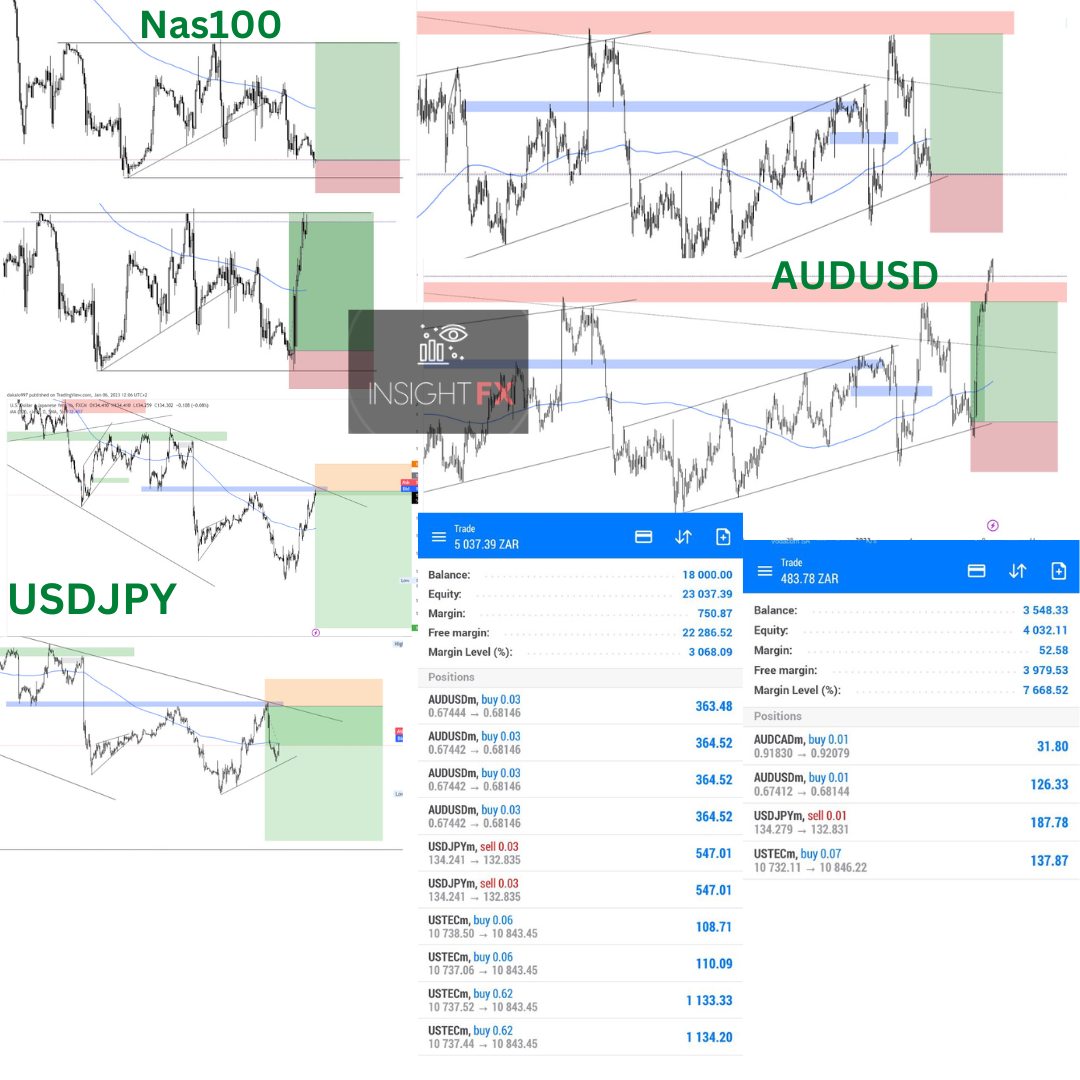 Nas100
AUDUSD
INSIGHT FX
USDJPY
Trade
5 037.39 ZAR
Balance: 18 000.00
Equity: 23 037.39
Margin: 750.87
Free margin: 22 286.52
Margin Level (%): 3 068.09
Positions
AUDUSDm, buy 0.03
0.67444 → 0.68146 363.48
AUDUSDm, buy 0.03
0.67442 → 0.68146 364.52
AUDUSDm, buy 0.03
0.67442 → 0.68146 364.52
AUDUSDm, buy 0.03
0.67442 → 0.68146 364.52
USDJPYm, sell 0.03
134.241 → 132.835 547.01
USDJPYm, sell 0.03
134.241 → 132.835 547.01
USTECm, buy 0.06
10 738.50 → 10 843.45 108.71
USTECm, buy 0.06
10 737.06 → 10 843.45 110.09
USTECm, buy 0.62
10 737.52 → 10 843.45 1 133.33
USTECm, buy 0.62
10 737.44 → 10 843.45 1 134.20
Trade
483.78 ZAR
Balance: 3 548.33
Equity: 4 032.11
Margin: 52.58
Free margin: 3 979.53
Margin Level (%): 7 668.52
Positions
AUDCADm, buy 0.01
0.91830 → 0.92079 31.80
AUDUSDm, buy 0.01
0.67412 → 0.68144 126.33
USDJPYm, sell 0.01
134.279 → 132.831 187.78
USTECm, buy 0.07
10 732.11 → 10 846.22 137.87